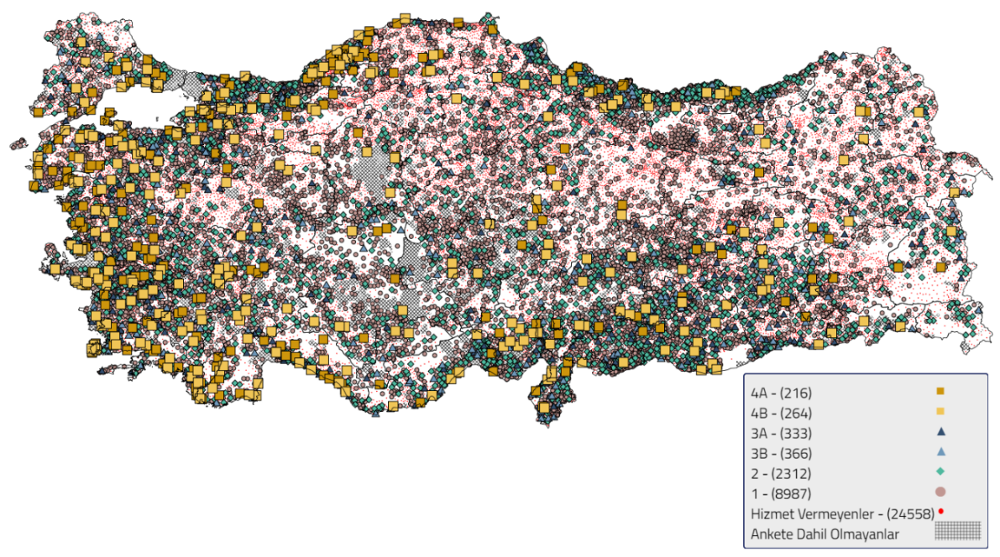 4A - (216)
4B - (264)
3A - (333)
3B - (366)
2 - (2312)
1 - (8987)
Hizmet Vermeyenler - (24558)
Ankete Dahil Olmayanlar